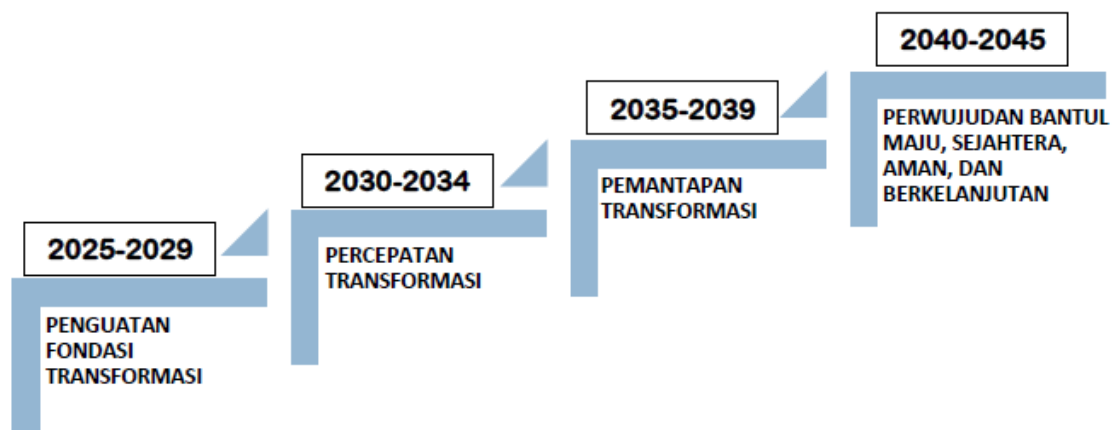 2025-2029
PENGUATAN
FONDASI
TRANSFORMASI
2030-2034
PERCEPATAN
TRANSFORMASI
2035-2039
PEMANTAPAN
TRANSFORMASI
2040-2045
PERWUJUDAN BANTUL
MAJU, SEJAHTERA,
AMAN, DAN
BERKELANJUTAN